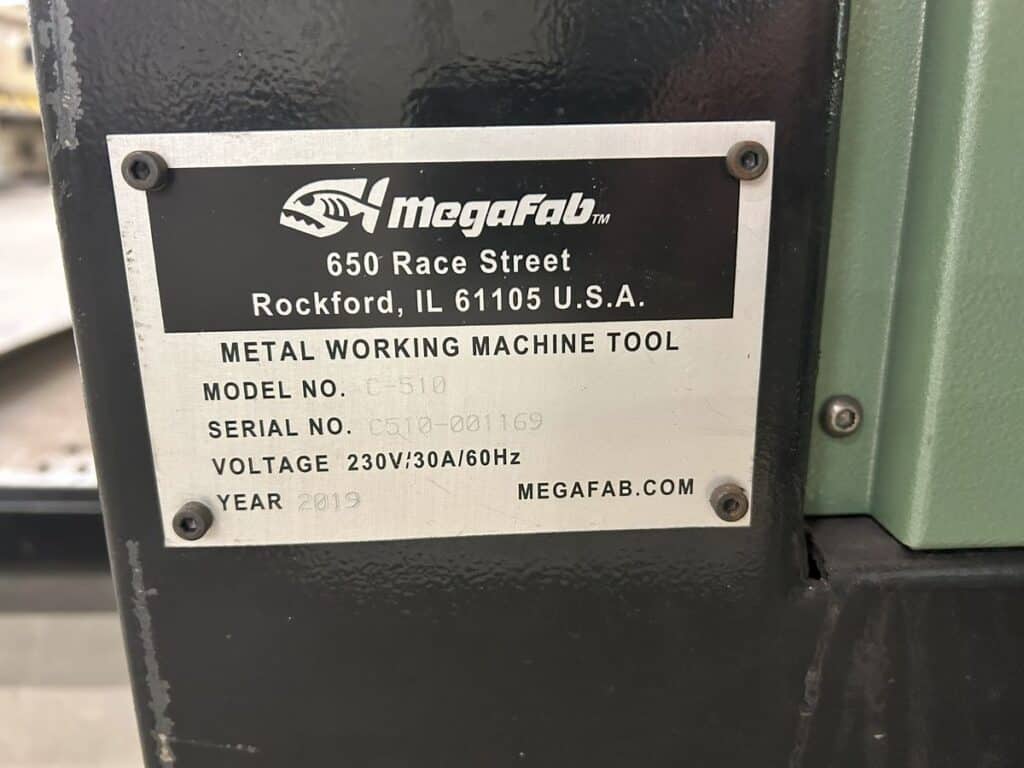 MegaFab™
650 Race Street
Rockford, IL 61105 U.S.A.
METAL WORKING MACHINE TOOL
MODEL NO. C-510
SERIAL NO. C510-001169
VOLTAGE 230V/30A/60Hz
YEAR 2019 MEGAFAB.COM